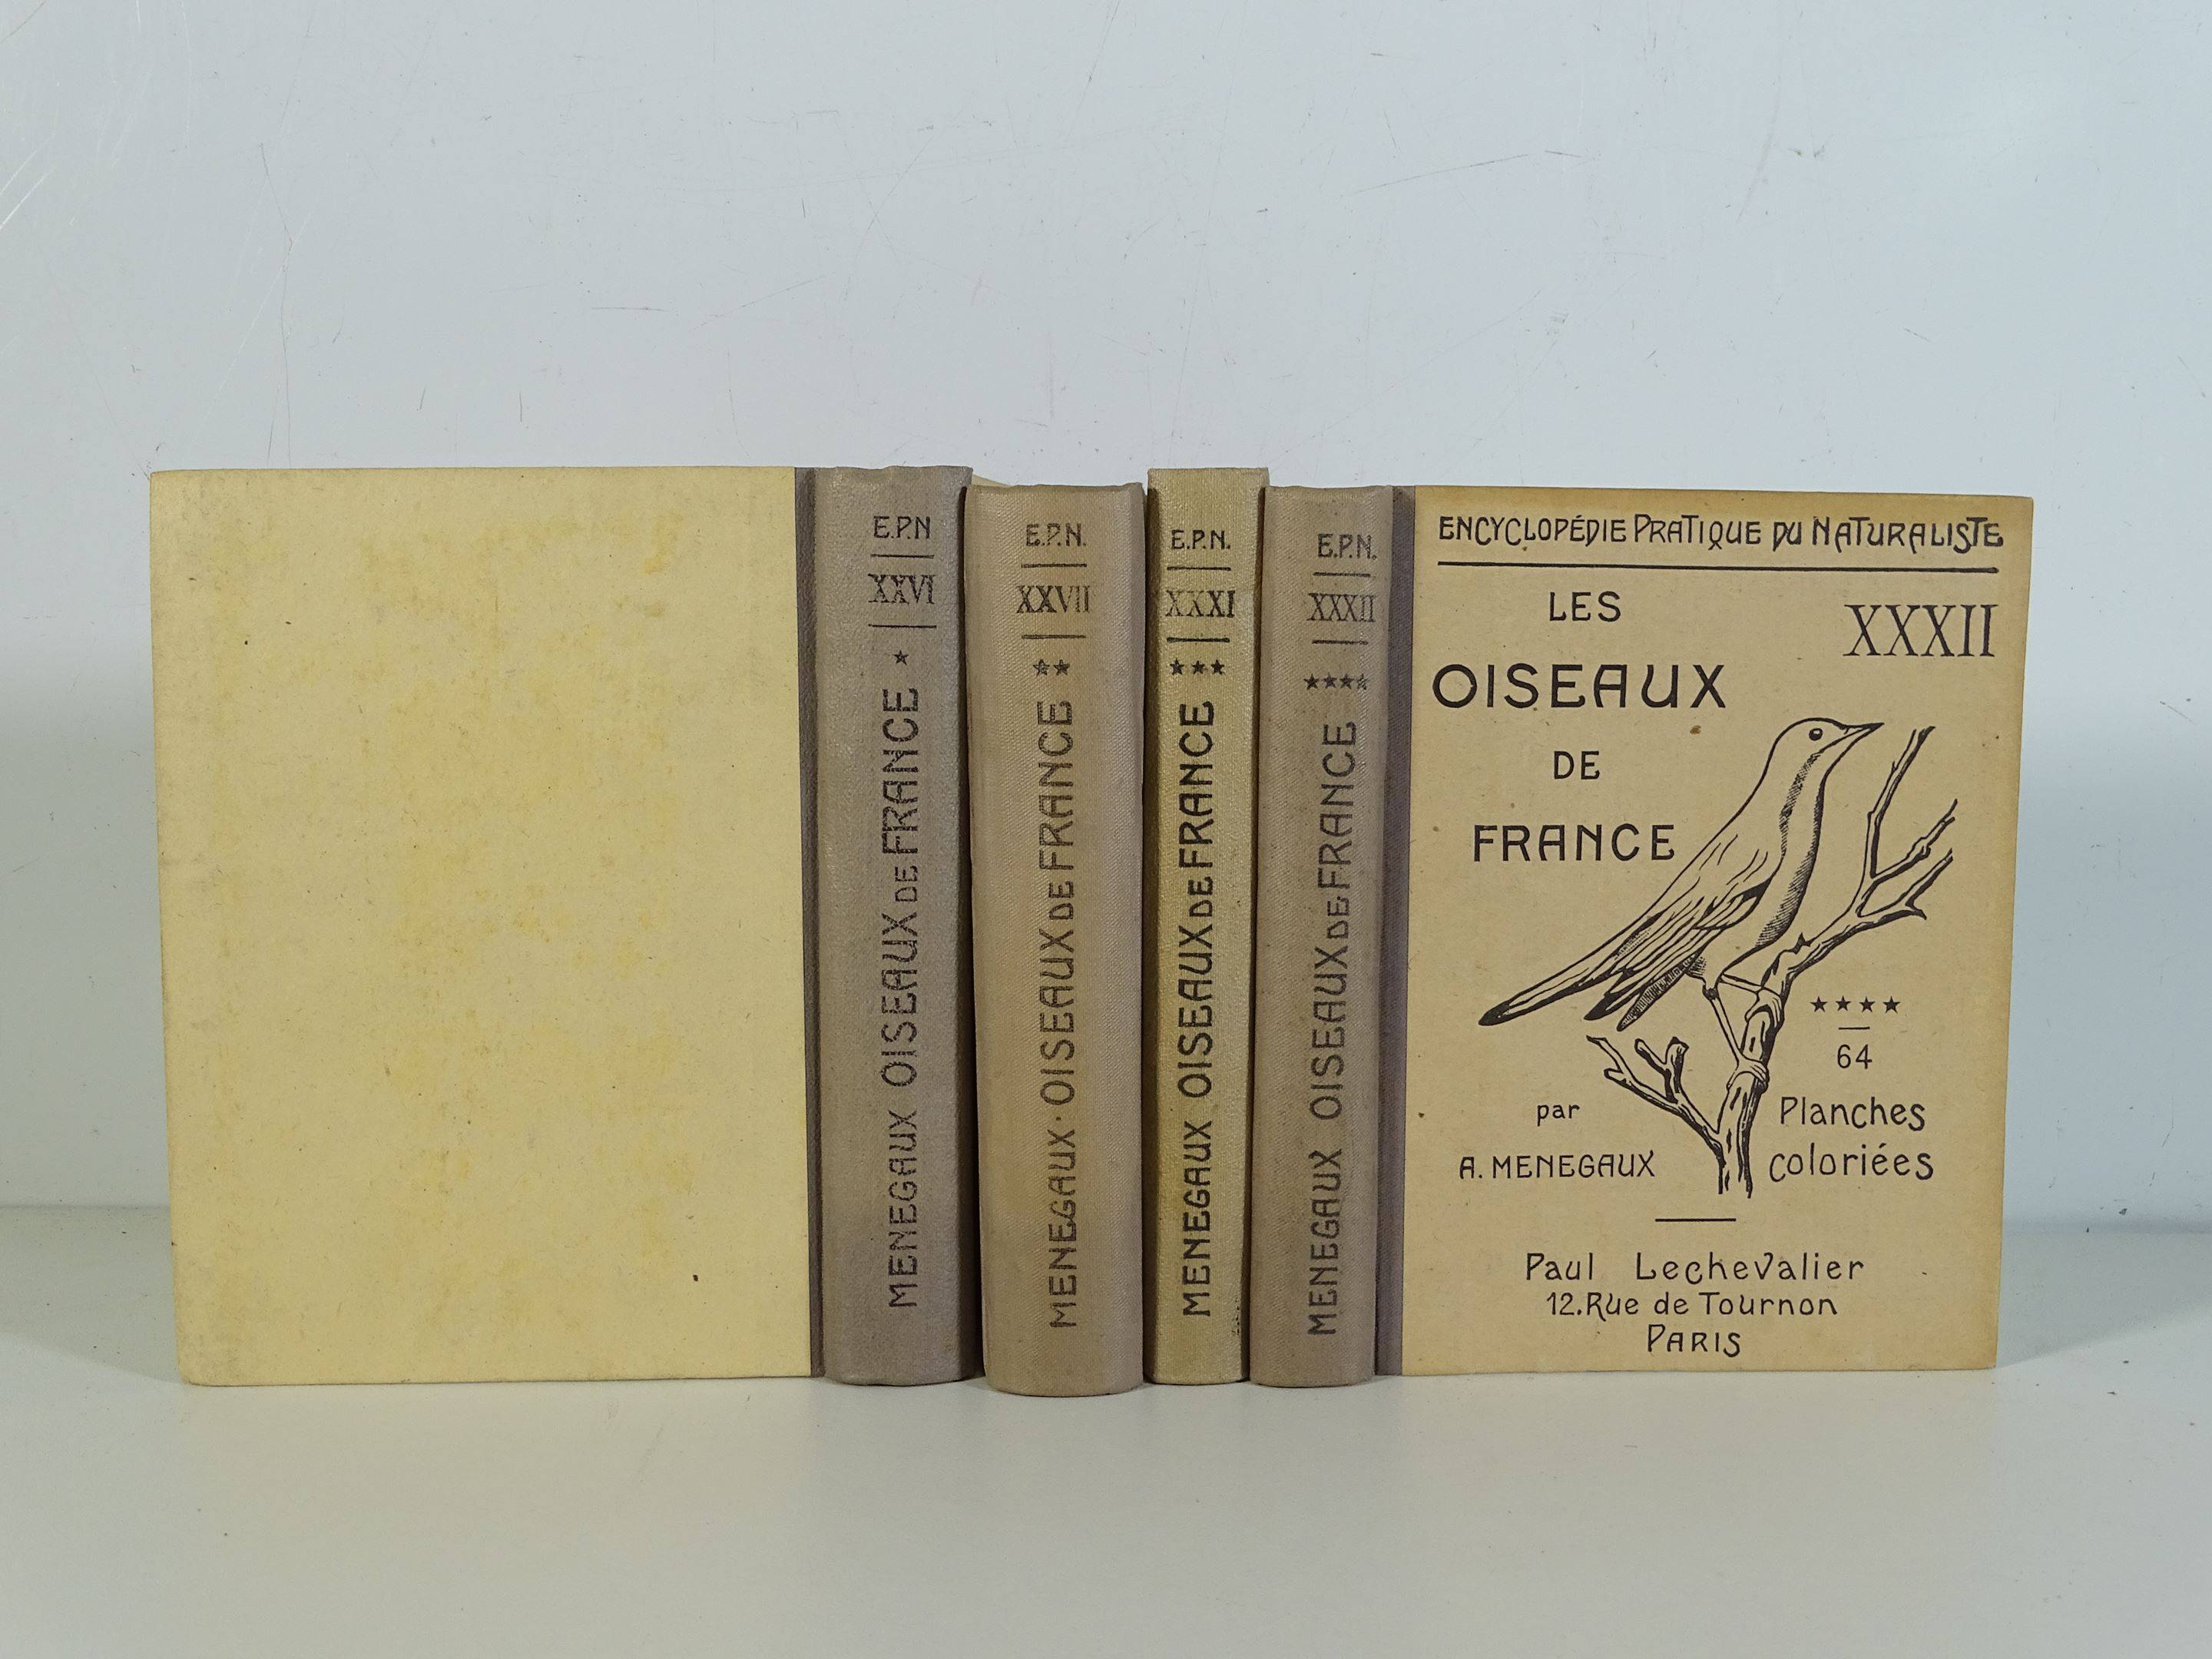 E.P.N
XXVI
★
MENEGAUX OISEAUX DE FRANCE
E.P.N.
XXVII
★★
MENEGAUX · OISEAUX DE FRANCE
E.P.N.
XXXI
★★★
MENEGAUX OISEAUX DE FRANCE
E.P.N.
XXXII
★★★★
MENEGAUX OISEAUX DE FRANCE
ENCYCLOPÉDIE PRATIQUE DU NATURALISTE
LES
XXXII
OISEAUX
DE
FRANCE
★★★★
64
Planches
coloriées
par
A. MENEGAUX
Paul Lechevalier
12.Rue de Tournon
PARIS